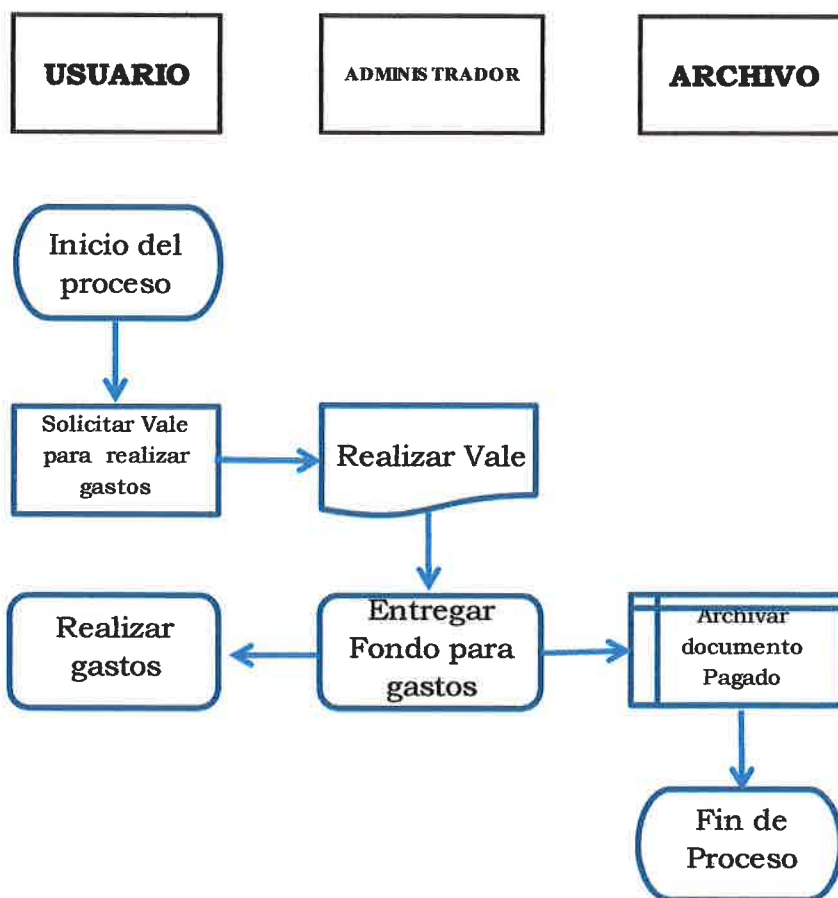 USUARIO
ADMINISTRADOR
ARCHIVO
Inicio del
proceso
Solicitar Vale
para realizar
gastos
Realizar Vale
Realizar
gastos
Entregar
Fondo para
gastos
Archivar
documento
Pagado
Fin de
Proceso